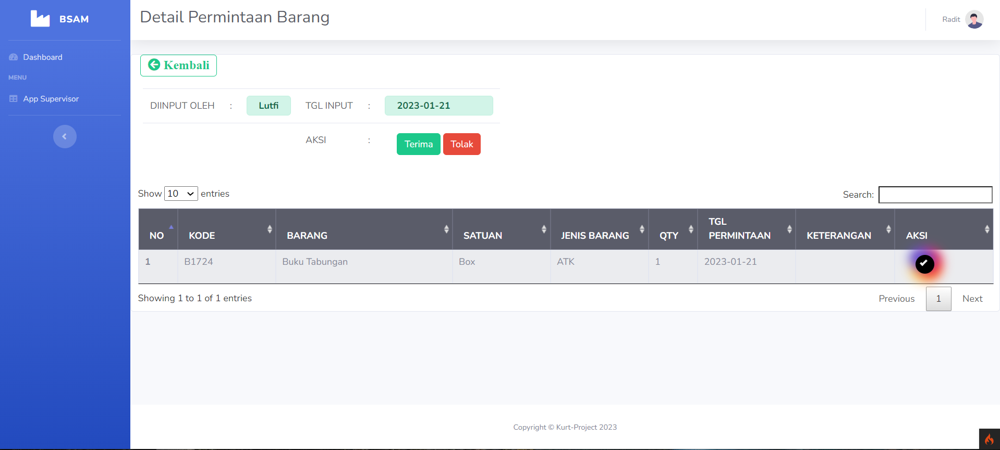 BSAM
Detail Permintaan Barang
Radit
Dashboard
MENU
App Supervisor
Kembali
DIINPUT OLEH : Lutfi TGL INPUT : 2023-01-21
AKSI : Terima Tolak
Show 10 entries
Search:
NO KODE BARANG SATUAN JENIS BARANG QTY TGL PERMINTAAN KETERANGAN AKSI
1 B1724 Buku Tabungan Box ATK 1 2023-01-21
Showing 1 to 1 of 1 entries
Previous 1 Next
Copyright © Kurt-Project 2023